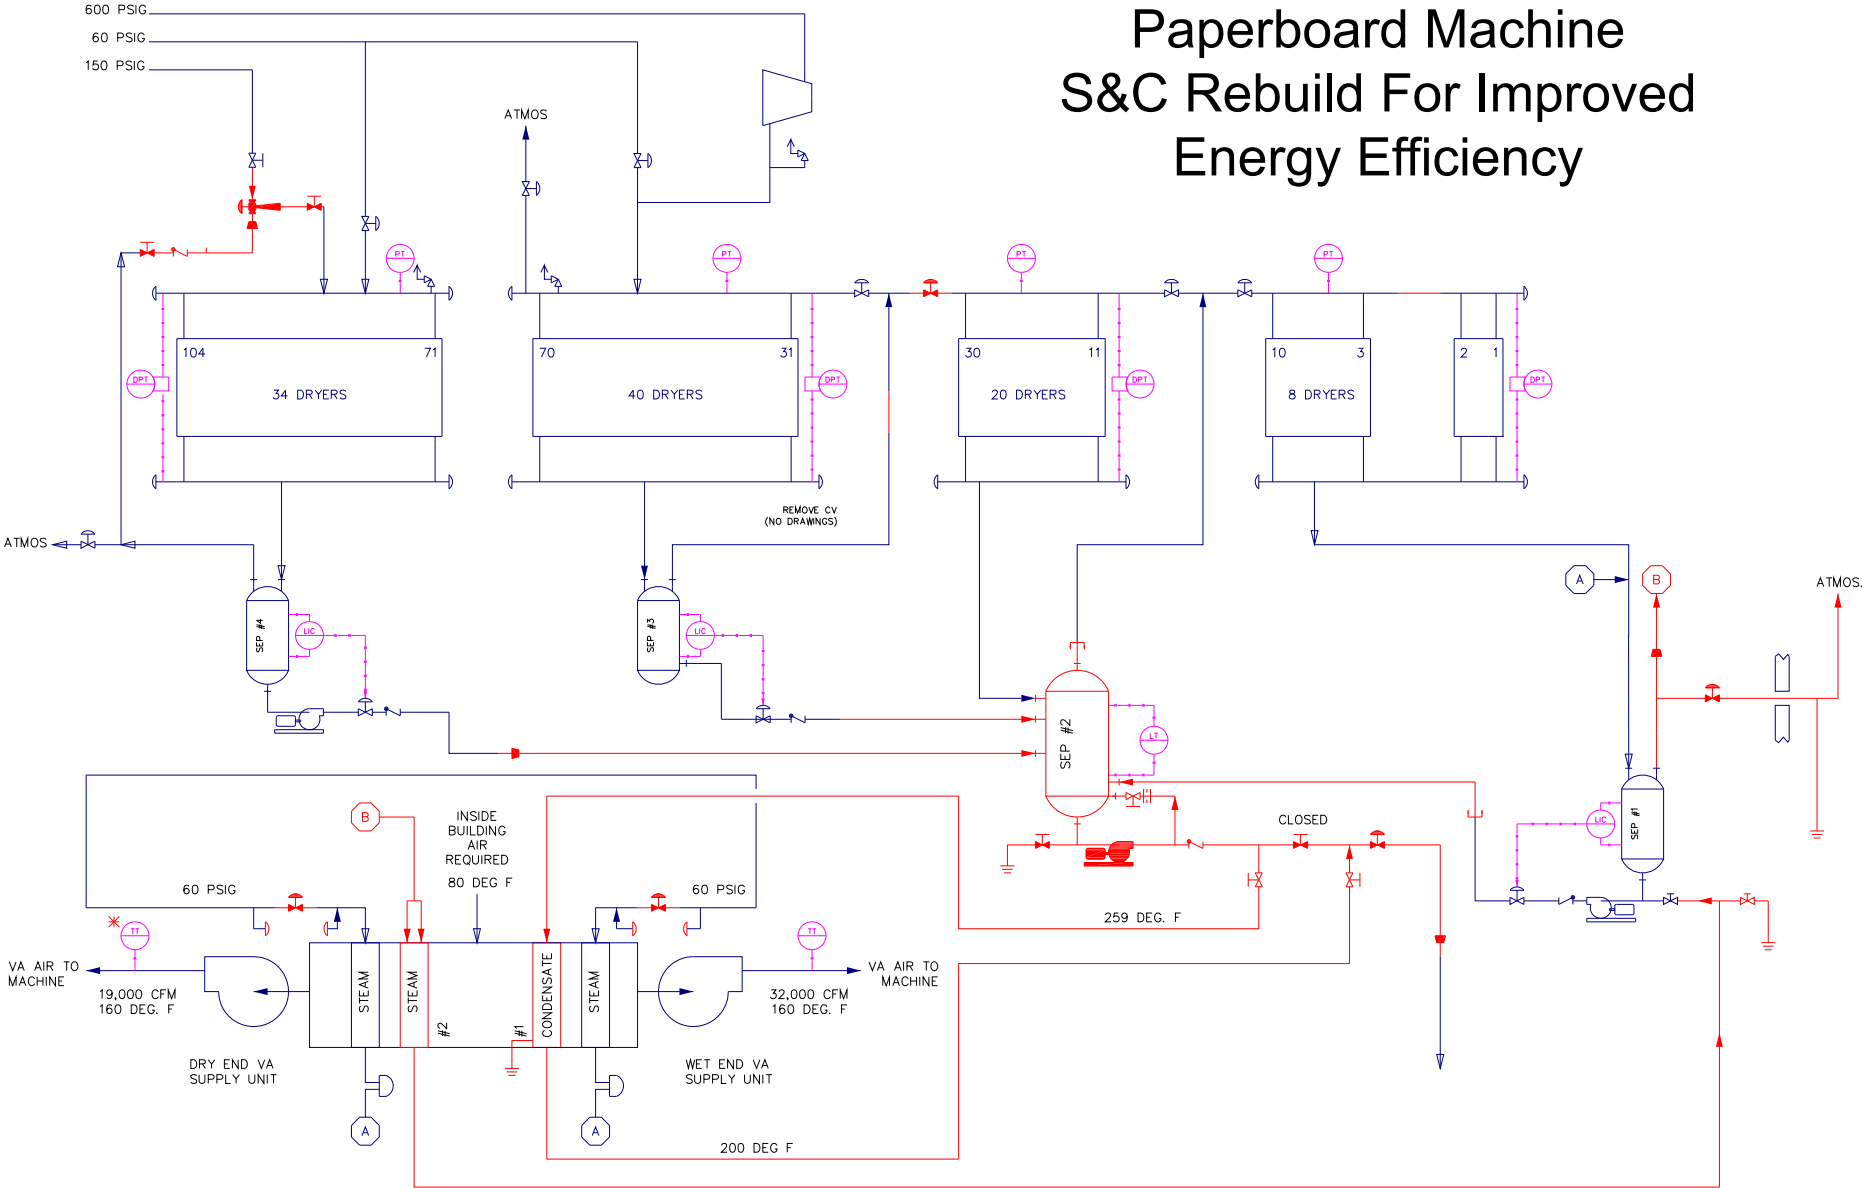 Paperboard Machine
S&C Rebuild For Improved
Energy Efficiency
600 PSIG
60 PSIG
150 PSIG
ATMOS
PT
PT
PT
PT
104
71
34 DRYERS
DPT
70
31
40 DRYERS
DPT
30
11
20 DRYERS
DPT
10
3
8 DRYERS
2
1
DPT
REMOVE CV
(NO DRAWINGS)
ATMOS
SEP #4
LIC
SEP #3
LIC
A
B
ATMOS.
SEP #2
LT
SEP #1
LIC
CLOSED
B
INSIDE
BUILDING
AIR
REQUIRED
80 DEG F
60 PSIG
60 PSIG
259 DEG. F
TT
TT
VA AIR TO
MACHINE
19,000 CFM
160 DEG. F
STEAM
STEAM
#2
#1
CONDENSATE
STEAM
32,000 CFM
160 DEG. F
VA AIR TO
MACHINE
DRY END VA
SUPPLY UNIT
WET END VA
SUPPLY UNIT
A
A
200 DEG F